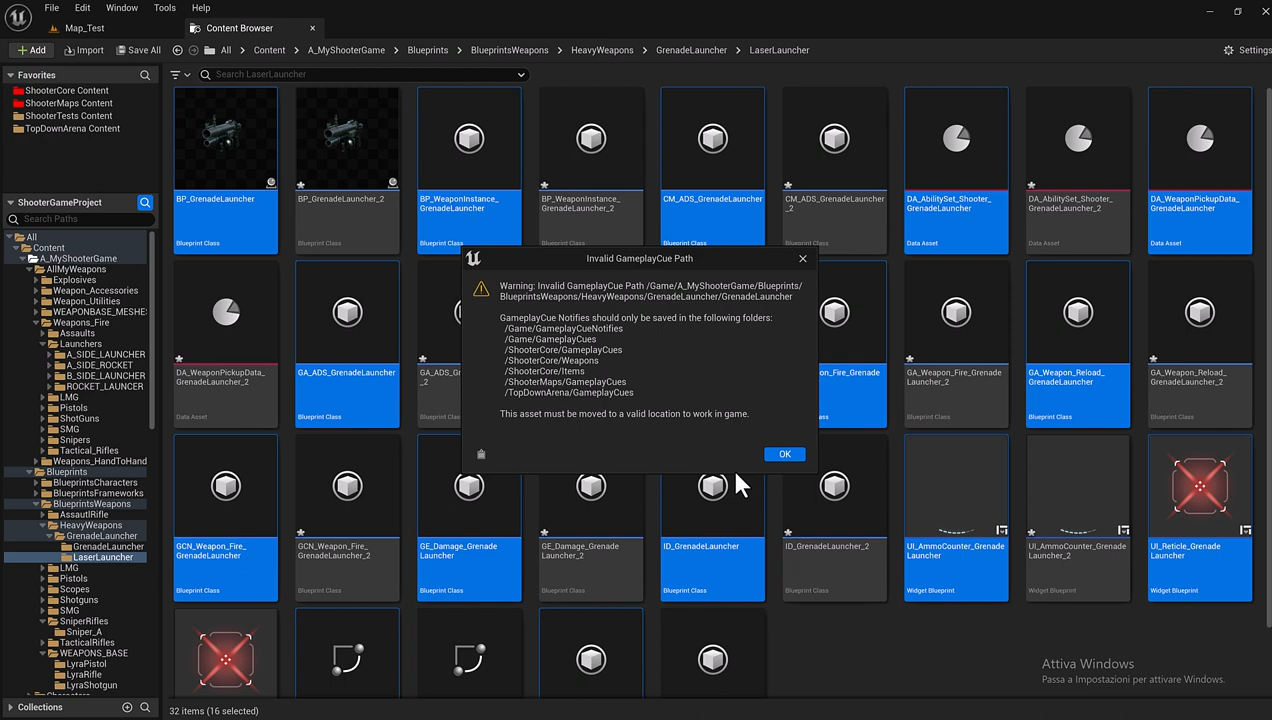 File Edit Window Tools Help
Map_Test
Content Browser
Add Import Save All All Content A_MyShooterGame Blueprints BlueprintsWeapons HeavyWeapons GrenadeLauncher LaserLauncher Settings
Favorites
ShooterCore Content
ShooterMaps Content
ShooterTests Content
TopDownArena Content
ShooterGameProject
Search Paths
All
Content
A_MyShooterGame
AllMyWeapons
Explosives
Weapon_Accessories
Weapon_Utilities
WEAPONBASE_MESHES
Weapons_Fire
Assaults
Launchers
A_SIDE_LAUNCHER
A_SIDE_ROCKET
B_SIDE_LAUNCHER
ROCKET_LAUNCER
LMG
Pistols
ShotGuns
SMG
Snipers
Tactical_Rifles
Weapons_HandToHand
Blueprints
BlueprintsCharacters
BlueprintsFrameworks
BlueprintsWeapons
AssautlRifle
HeavyWeapons
GrenadeLauncher
GrenadeLauncher
LaserLauncher
LMG
Pistols
Scopes
Shotguns
SMG
SniperRifles
Sniper_A
TacticalRifles
WEAPONS_BASE
LyraPistol
LyraRifle
LyraShotgun
Collections
Search LaserLauncher
BP_GrenadeLauncher
Blueprint Class
BP_GrenadeLauncher_2
Blueprint Class
BP_WeaponInstance_
GrenadeLauncher
BP_WeaponInstance_
GrenadeLauncher_2
CM_ADS_GrenadeLauncher
CM_ADS_GrenadeLauncher
_2
DA_AbilitySet_Shooter_
GrenadeLauncher
Data Asset
DA_AbilitySet_Shooter_
GrenadeLauncher_2
Data Asset
DA_WeaponPickupData_
GrenadeLauncher
Data Asset
DA_WeaponPickupData_
GrenadeLauncher_2
Data Asset
GA_ADS_GrenadeLauncher
Blueprint Class
_2
on_Fire_Grenade
GA_Weapon_Fire_Grenade
Launcher_2
Blueprint Class
GA_Weapon_Reload_
GrenadeLauncher
Blueprint Class
GA_Weapon_Reload_
GrenadeLauncher_2
Blueprint Class
Invalid GameplayCue Path
Warning: Invalid GameplayCue Path /Game/A_MyShooterGame/Blueprints/
BlueprintsWeapons/HeavyWeapons/GrenadeLauncher/GrenadeLauncher
GameplayCue Notifies should only be saved in the following folders:
/Game/GameplayCueNotifies
/Game/GameplayCues
/ShooterCore/GameplayCues
/ShooterCore/Weapons
/ShooterCore/Items
/ShooterMaps/GameplayCues
/TopDownArena/GameplayCues
This asset must be moved to a valid location to work in game.
OK
GCN_Weapon_Fire_
GrenadeLauncher
Blueprint Class
GCN_Weapon_Fire_
GrenadeLauncher_2
Blueprint Class
GE_Damage_Grenade
Launcher
Blueprint Class
GE_Damage_Grenade
Launcher_2
Blueprint Class
ID_GrenadeLauncher
Blueprint Class
ID_GrenadeLauncher_2
Blueprint Class
UI_AmmoCounter_Grenade
Launcher
Widget Blueprint
UI_AmmoCounter_Grenade
Launcher_2
Widget Blueprint
UI_Reticle_Grenade
Launcher
Widget Blueprint
Attiva Windows
Passa a Impostazioni per attivare Windows.
32 items (16 selected)